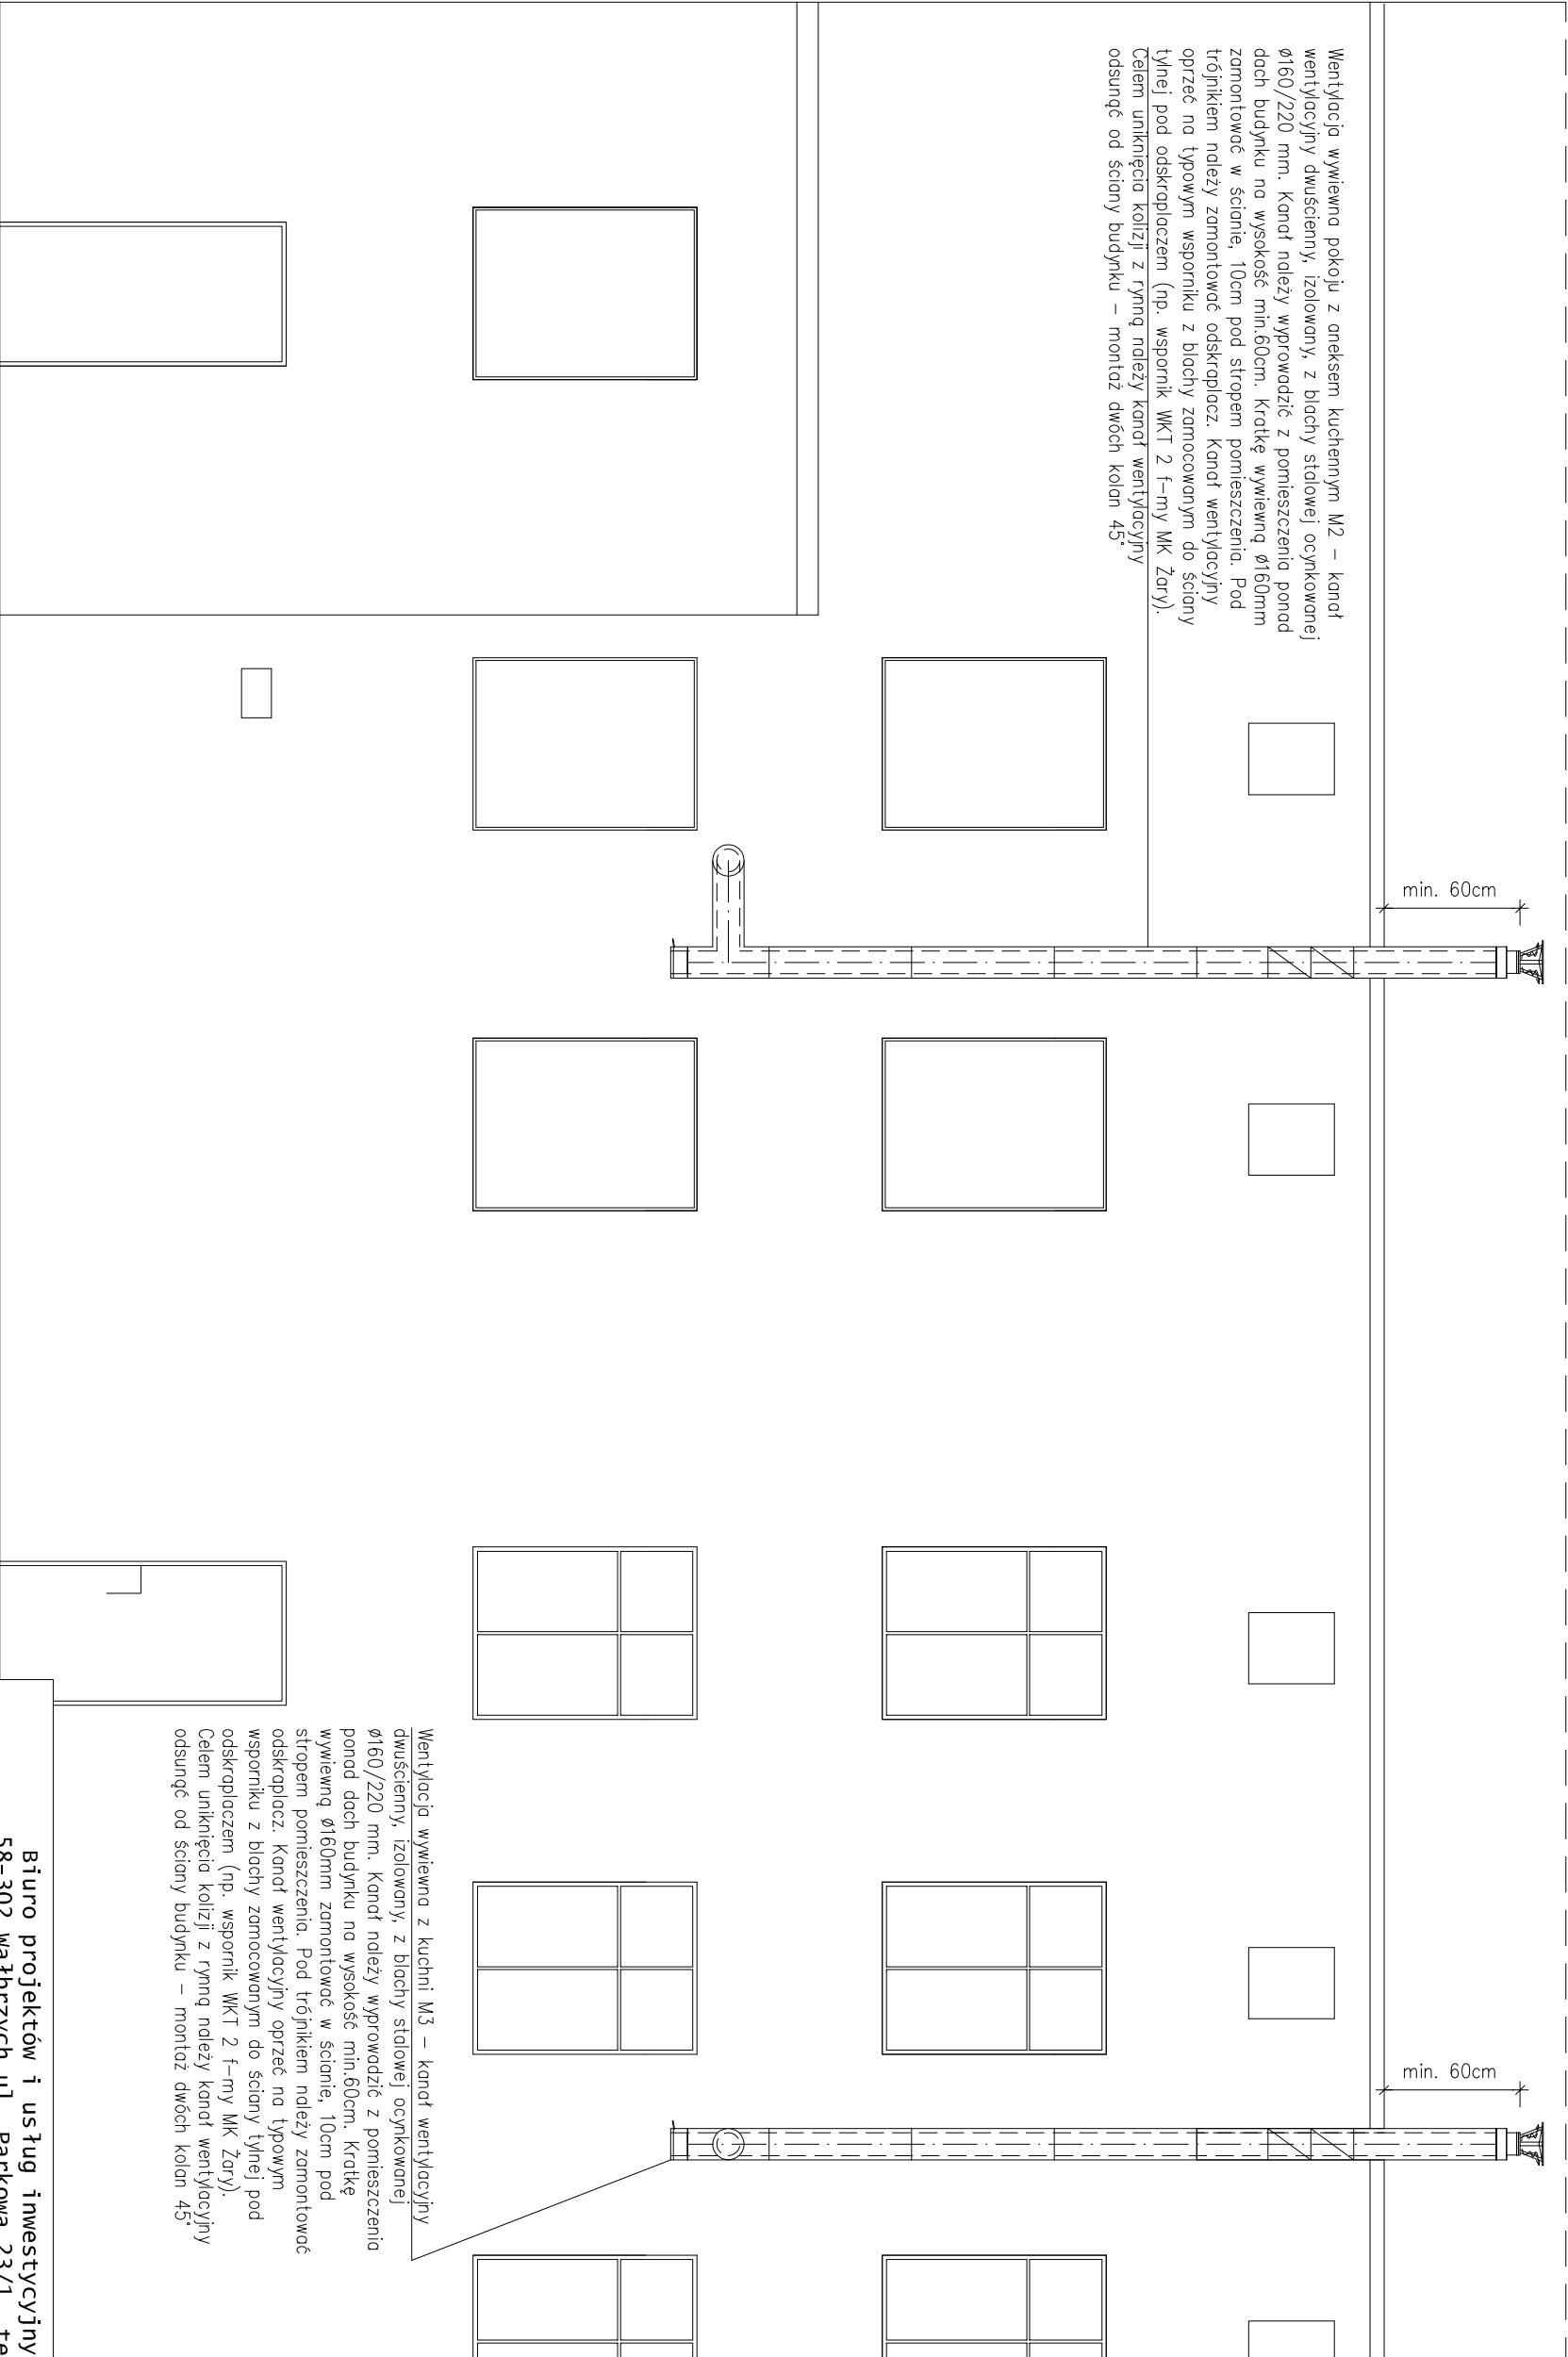 Wentylacja wywiewna pokoju z aneksem kuchennym M2 – kanał
wentylacyjny dwuścienny, izolowany, z blachy stalowej ocynkowanej
ø160/220 mm. Kanał należy wyprowadzić z pomieszczenia ponad
dach budynku na wysokość min.60cm. Kratkę wywiewną ø160mm
zamontować w ścianie, 10cm pod stropem pomieszczenia. Pod
trójnikiem należy zamontować odskraplacz. Kanał wentylacyjny
oprzeć na typowym wsporniku z blachy zamocowanym do ściany
tylnej pod odskraplaczem (np. wspornik WKT 2 f–my MK Żary).
Celem uniknięcia kolizji z rynną należy kanał wentylacyjny
odsunąć od ściany budynku – montaż dwóch kolan 45°
min. 60cm
min. 60cm
Wentylacja wywiewna z kuchni M3 – kanał wentylacyjny
dwuścienny, izolowany, z blachy stalowej ocynkowanej
ø160/220 mm. Kanał należy wyprowadzić z pomieszczenia
ponad dach budynku na wysokość min.60cm. Kratkę
wywiewną ø160mm zamontować w ścianie, 10cm pod
stropem pomieszczenia. Pod trójnikiem należy zamontować
odskraplacz. Kanał wentylacyjny oprzeć na typowym
wsporniku z blachy zamocowanym do ściany tylnej pod
odskraplaczem (np. wspornik WKT 2 f–my MK Żary).
Celem uniknięcia kolizji z rynną należy kanał wentylacyjny
odsunąć od ściany budynku – montaż dwóch kolan 45°
Biuro projektów i usług inwestycyjny
58-302 Wałbrzych ul. Parkowa 23/1 te